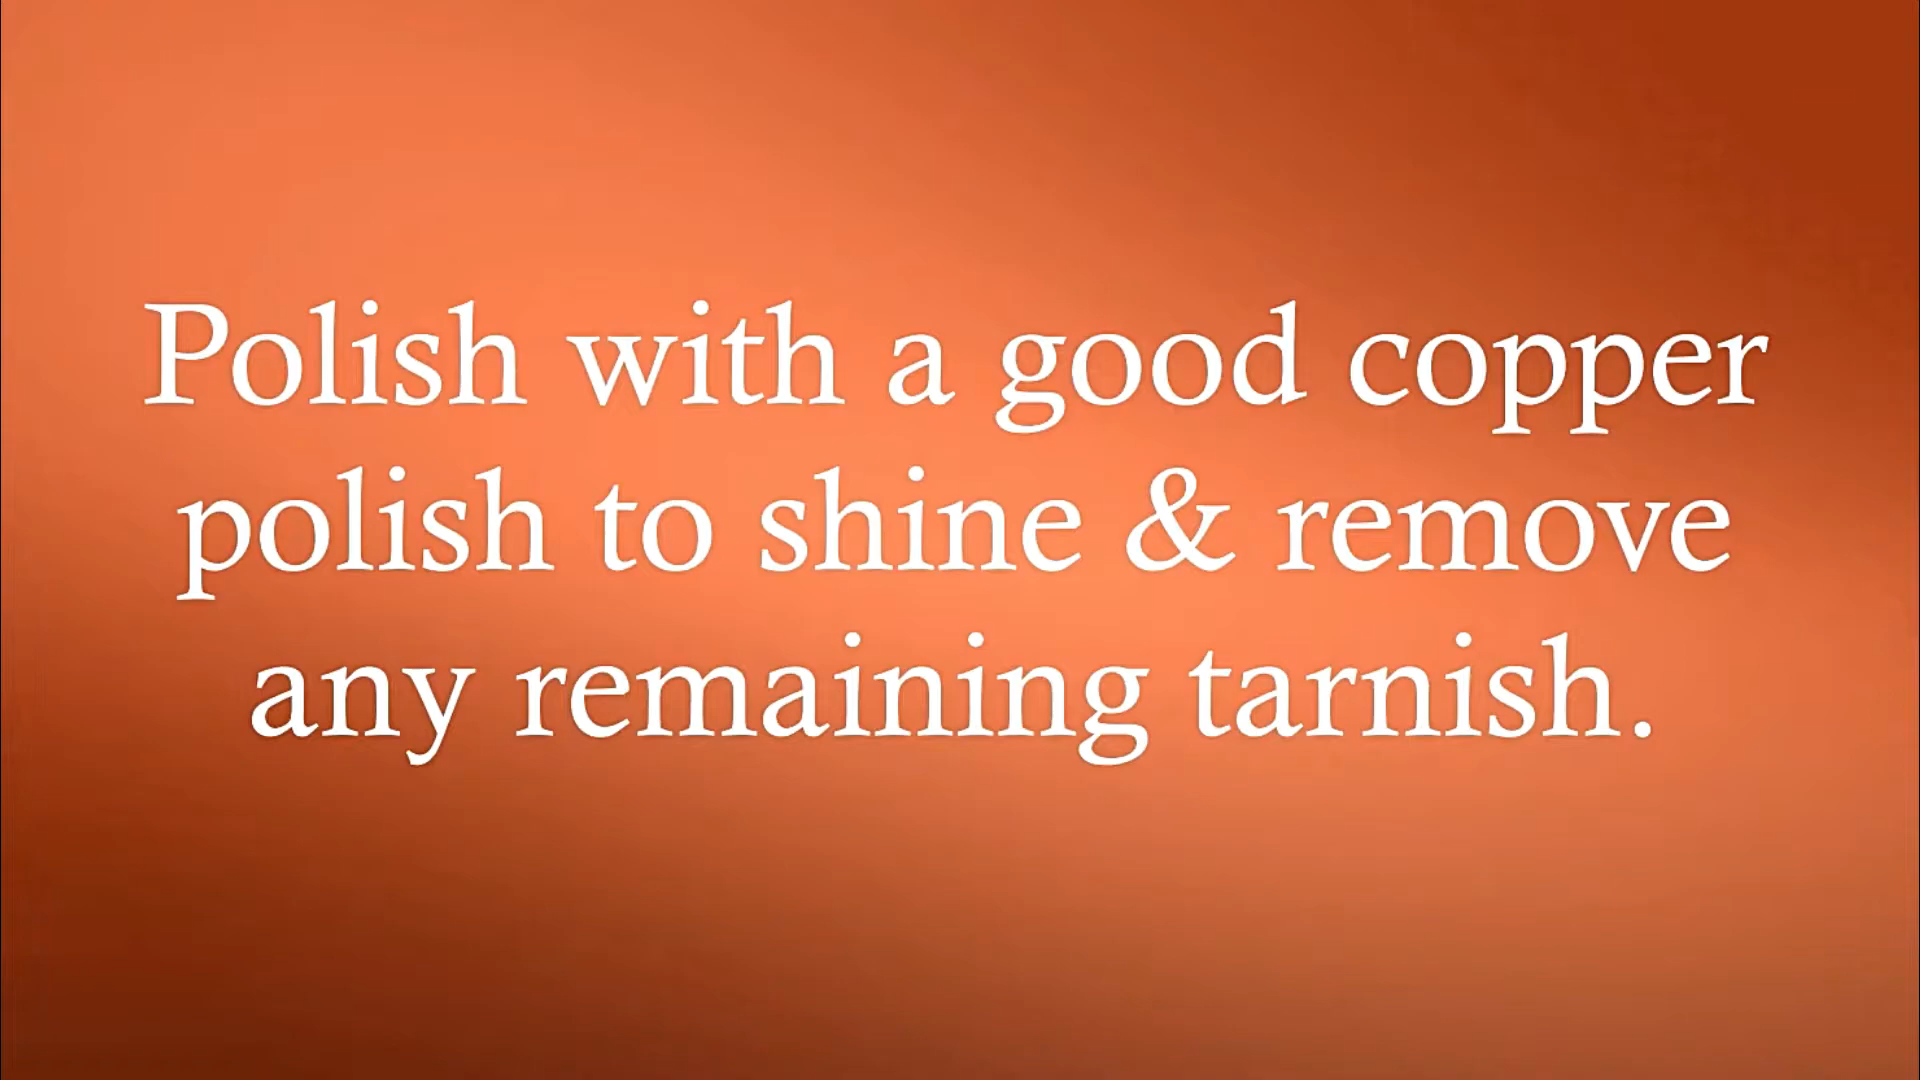 Polish with a good copper
polish to shine & remove
any remaining tarnish.